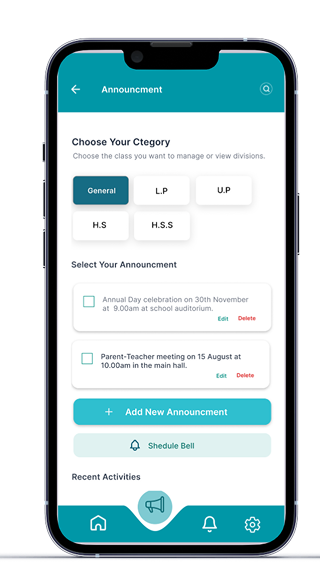 Announcment
Choose Your Ctegory
Choose the class you want to manage or view divisions.
General
L.P
U.P
H.S
H.S.S
Select Your Announcment
Annual Day celebration on 30th November
at 9.00am at school auditorium.
Edit Delete
Parent-Teacher meeting on 15 August at
10.00am in the main hall.
Edit Delete
+ Add New Announcment
Shedule Bell
Recent Activities